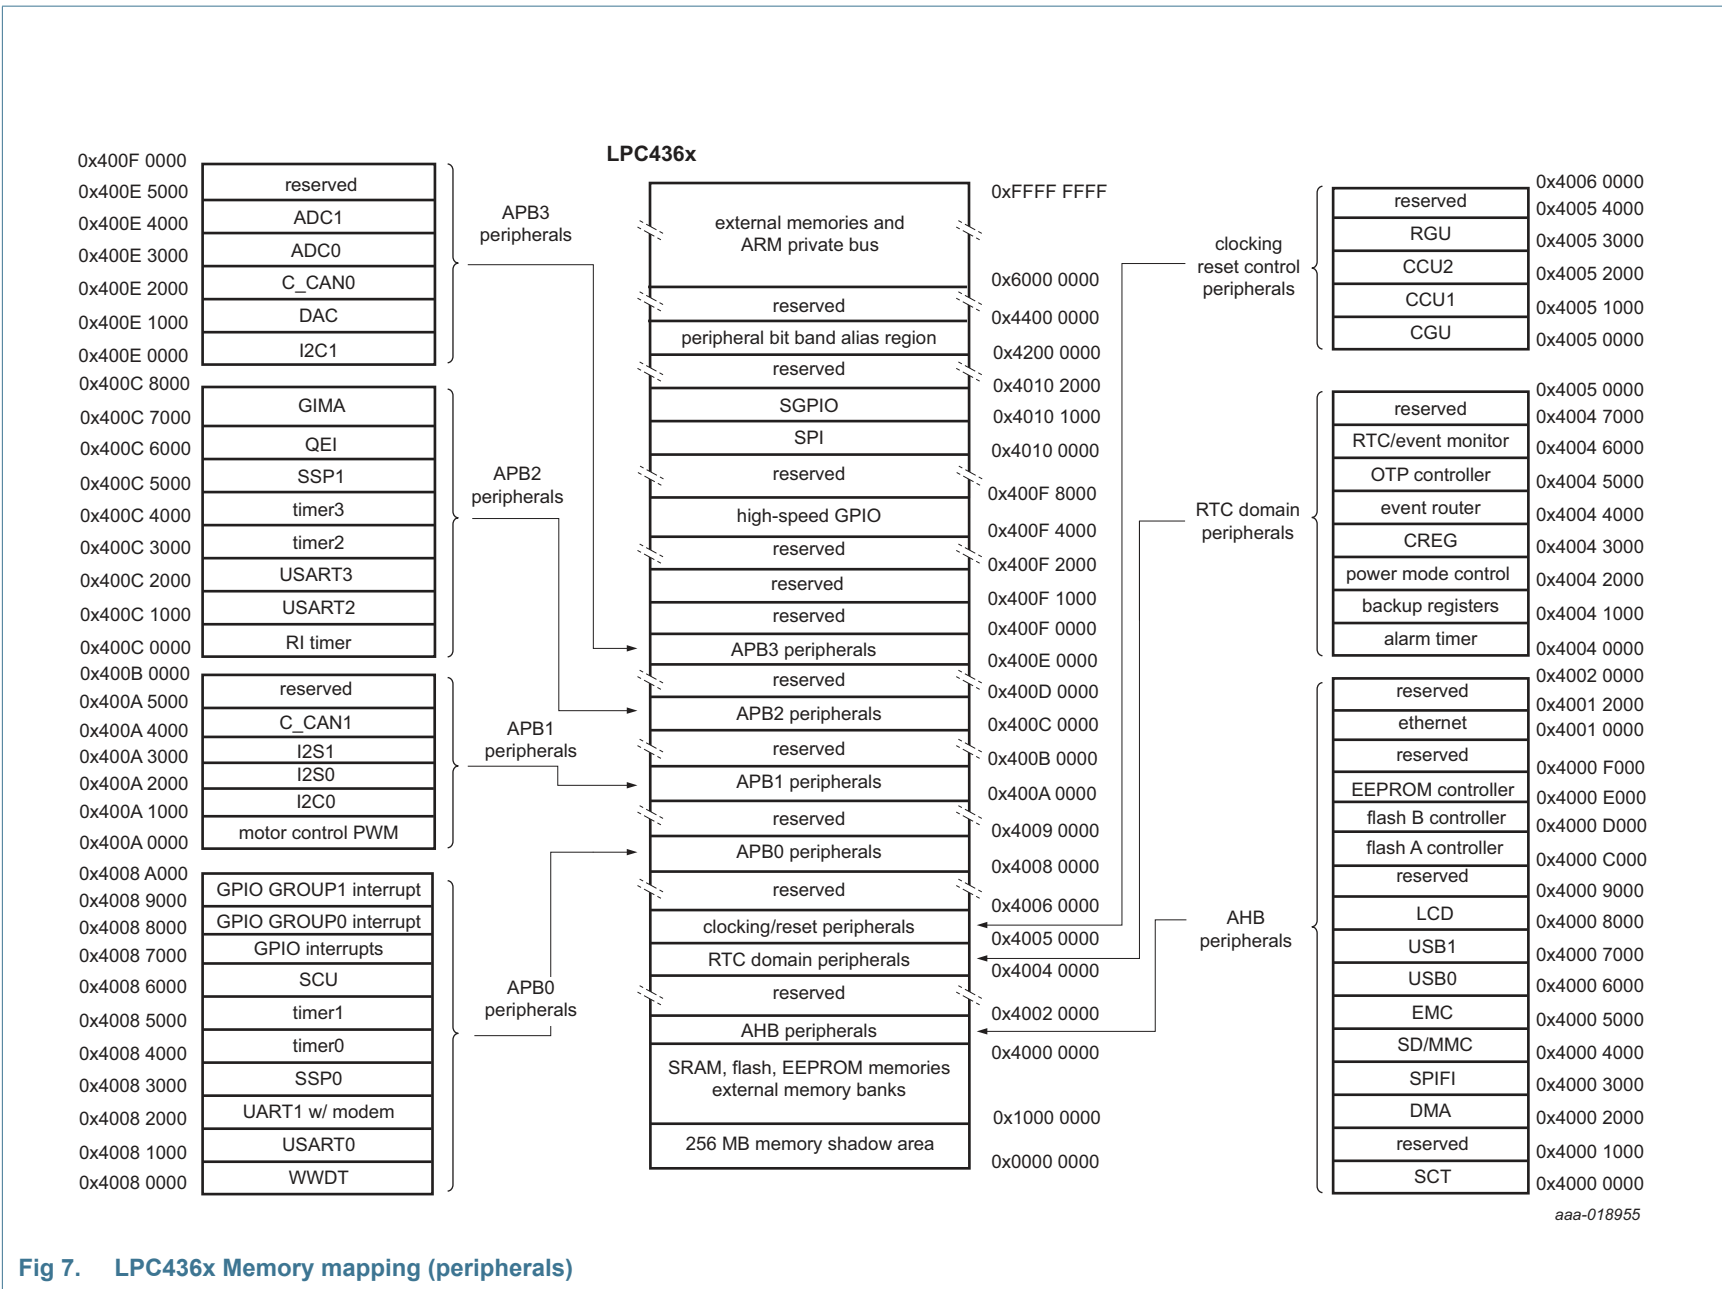 LPC436x
0x400F 0000
reserved
0x400E 5000
ADC1
0x400E 4000
ADC0
0x400E 3000
C_CAN0
0x400E 2000
DAC
0x400E 1000
I2C1
0x400E 0000
APB3
peripherals
0x400C 8000
GIMA
0x400C 7000
QEI
0x400C 6000
SSP1
0x400C 5000
timer3
0x400C 4000
timer2
0x400C 3000
USART3
0x400C 2000
USART2
0x400C 1000
RI timer
0x400C 0000
APB2
peripherals
0x400B 0000
reserved
0x400A 5000
C_CAN1
0x400A 4000
I2S1
0x400A 3000
I2S0
0x400A 2000
I2C0
0x400A 1000
motor control PWM
0x400A 0000
APB1
peripherals
0x4008 A000
GPIO GROUP1 interrupt
0x4008 9000
GPIO GROUP0 interrupt
0x4008 8000
GPIO interrupts
0x4008 7000
SCU
0x4008 6000
timer1
0x4008 5000
timer0
0x4008 4000
SSP0
0x4008 3000
UART1 w/ modem
0x4008 2000
USART0
0x4008 1000
WWDT
0x4008 0000
APB0
peripherals
0xFFFF FFFF
external memories and
ARM private bus
0x6000 0000
reserved
0x4400 0000
peripheral bit band alias region
0x4200 0000
reserved
0x4010 2000
SGPIO
0x4010 1000
SPI
0x4010 0000
reserved
0x400F 8000
high-speed GPIO
0x400F 4000
reserved
0x400F 2000
reserved
0x400F 1000
reserved
0x400F 0000
APB3 peripherals
0x400E 0000
reserved
0x400D 0000
APB2 peripherals
0x400C 0000
reserved
0x400B 0000
APB1 peripherals
0x400A 0000
reserved
0x4009 0000
APB0 peripherals
0x4008 0000
reserved
0x4006 0000
clocking/reset peripherals
0x4005 0000
RTC domain peripherals
0x4004 0000
reserved
0x4002 0000
AHB peripherals
0x4000 0000
SRAM, flash, EEPROM memories
external memory banks
0x1000 0000
256 MB memory shadow area
0x0000 0000
clocking
reset control
peripherals
0x4006 0000
reserved
0x4005 4000
RGU
0x4005 3000
CCU2
0x4005 2000
CCU1
0x4005 1000
CGU
0x4005 0000
RTC domain
peripherals
0x4005 0000
reserved
0x4004 7000
RTC/event monitor
0x4004 6000
OTP controller
0x4004 5000
event router
0x4004 4000
CREG
0x4004 3000
power mode control
0x4004 2000
backup registers
0x4004 1000
alarm timer
0x4004 0000
AHB
peripherals
0x4002 0000
reserved
0x4001 2000
ethernet
0x4001 0000
reserved
0x4000 F000
EEPROM controller
0x4000 E000
flash B controller
0x4000 D000
flash A controller
0x4000 C000
reserved
0x4000 9000
LCD
0x4000 8000
USB1
0x4000 7000
USB0
0x4000 6000
EMC
0x4000 5000
SD/MMC
0x4000 4000
SPIFI
0x4000 3000
DMA
0x4000 2000
reserved
0x4000 1000
SCT
0x4000 0000
aaa-018955
Fig 7. LPC436x Memory mapping (peripherals)